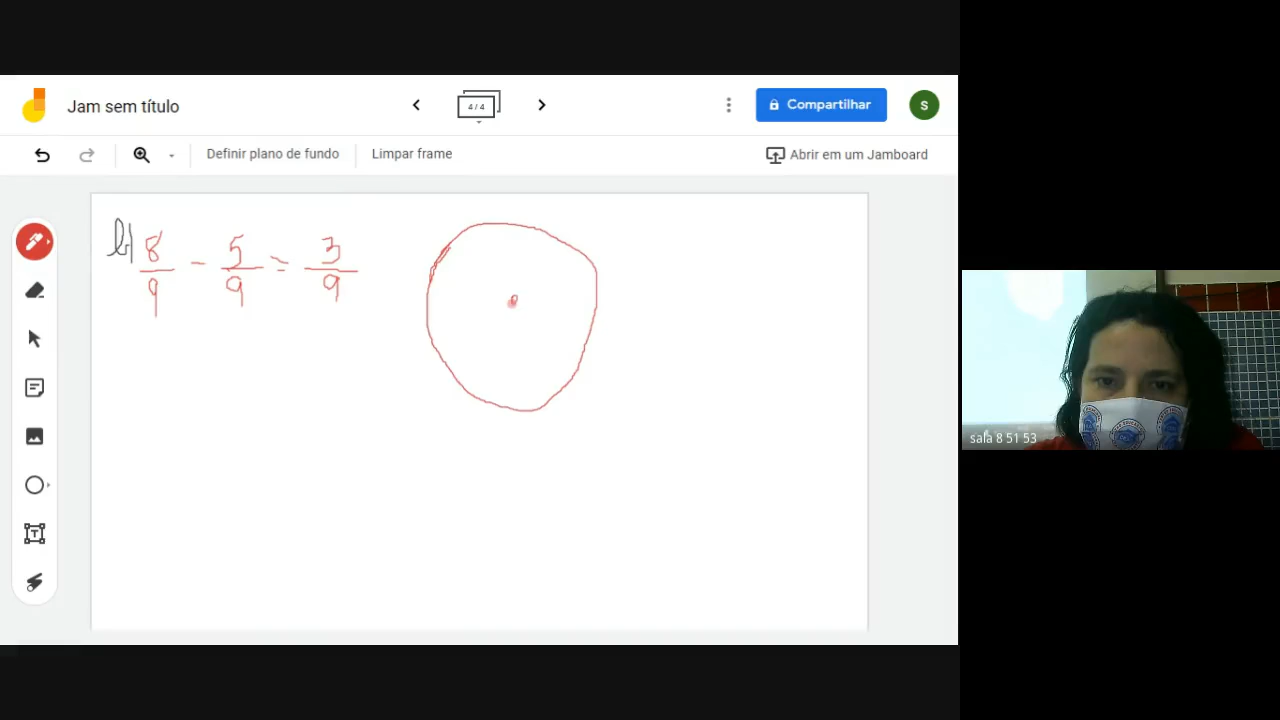 Jam sem título
4 / 4
Compartilhar
S
Definir plano de fundo
Limpar frame
Abrir em um Jamboard
b) 8/9 - 5/9 = 3/9
sala 8 51 53